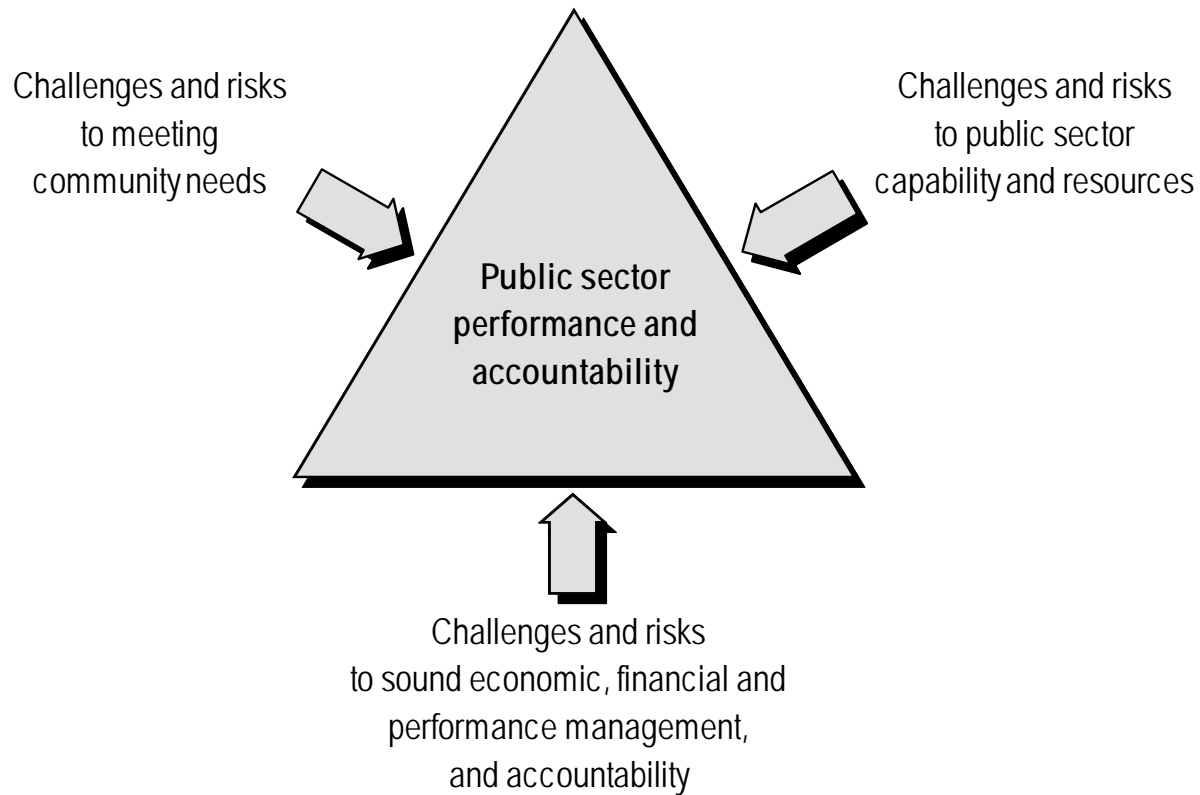 Challenges and risks
to meeting
community needs
Challenges and risks
to public sector
capability and resources
Public sector
performance and
accountability
Challenges and risks
to sound economic, financial and
performance management,
and accountability